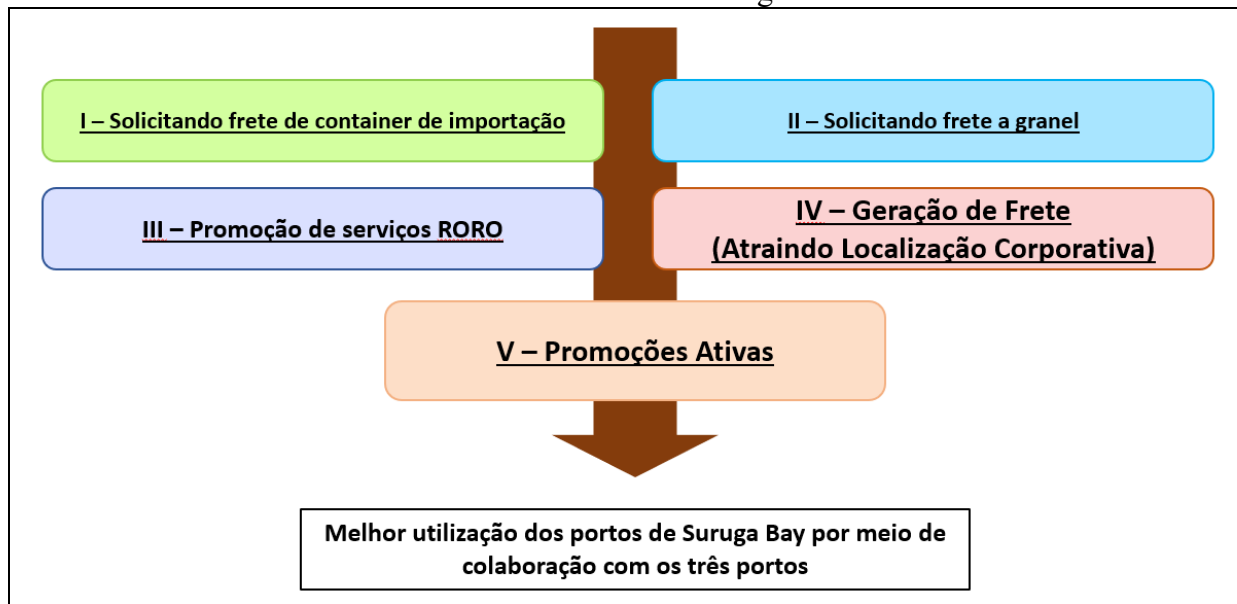 I – Solicitando frete de container de importação
II – Solicitando frete a granel
III – Promoção de serviços RORO
IV – Geração de Frete
(Atraindo Localização Corporativa)
V – Promoções Ativas
Melhor utilização dos portos de Suruga Bay por meio de
colaboração com os três portos